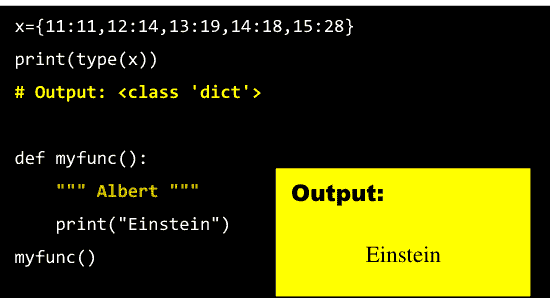 x={11:11,12:14,13:19,14:18,15:28}
print(type(x))
# Output: <class 'dict'>
def myfunc():
    """ Albert """
    print("Einstein")
myfunc()
Output:
Einstein